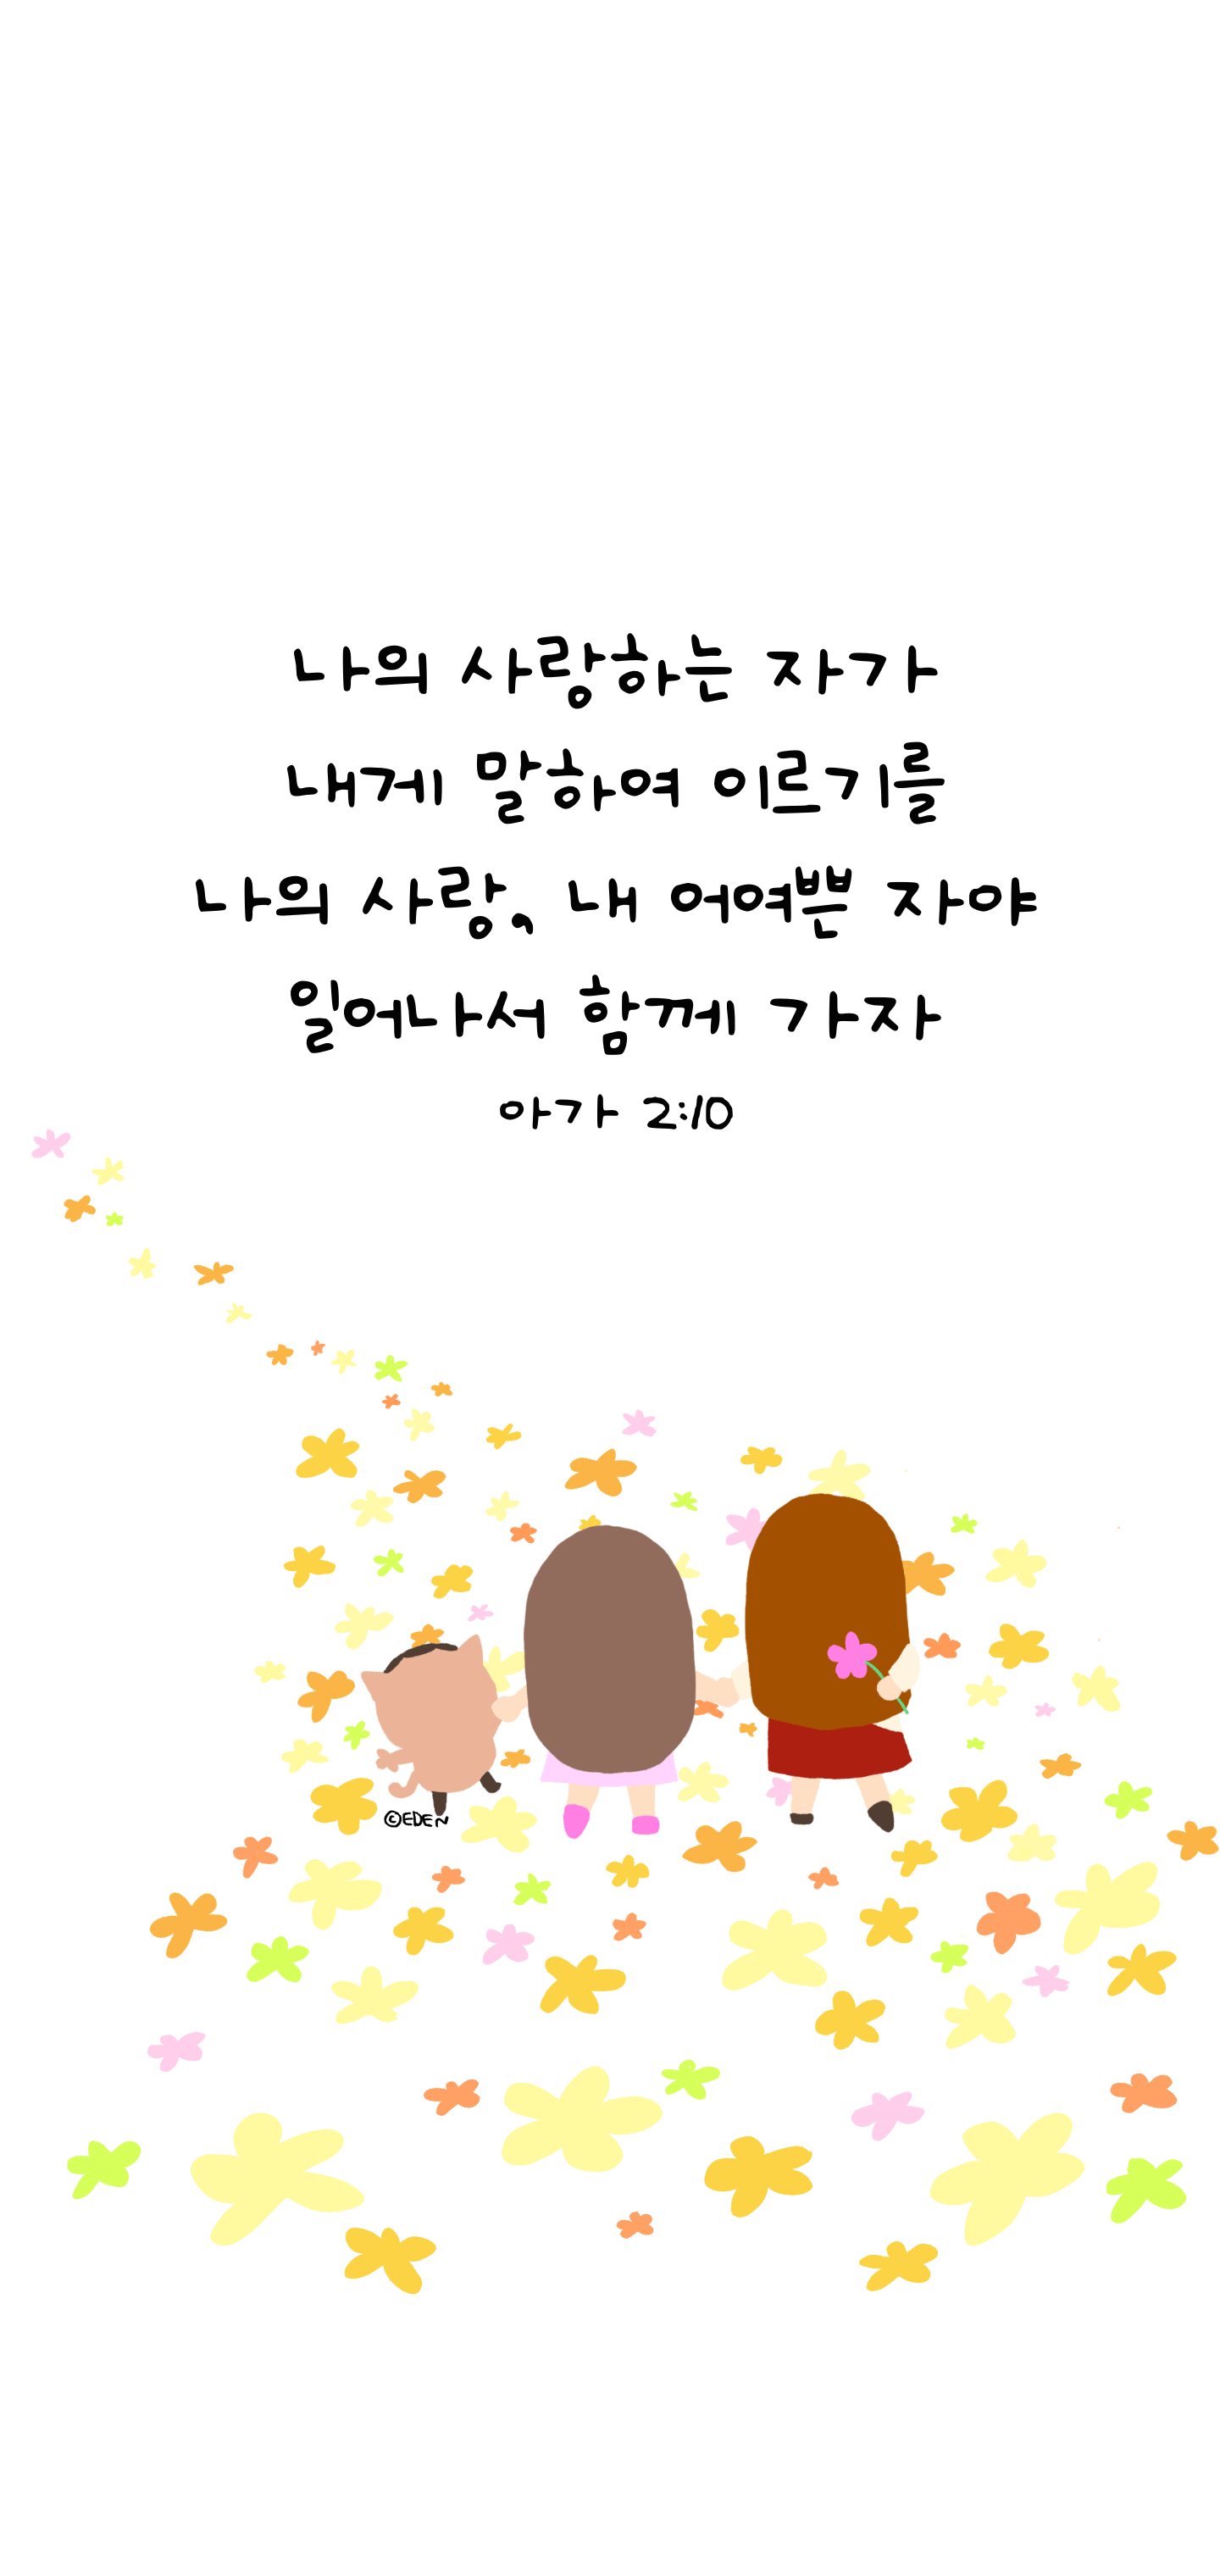 나의 사랑하는 자가
내게 말하여 이르기를
나의 사랑, 내 어여쁜 자야
일어나서 함께 가자
아가 2:10
©EDEN